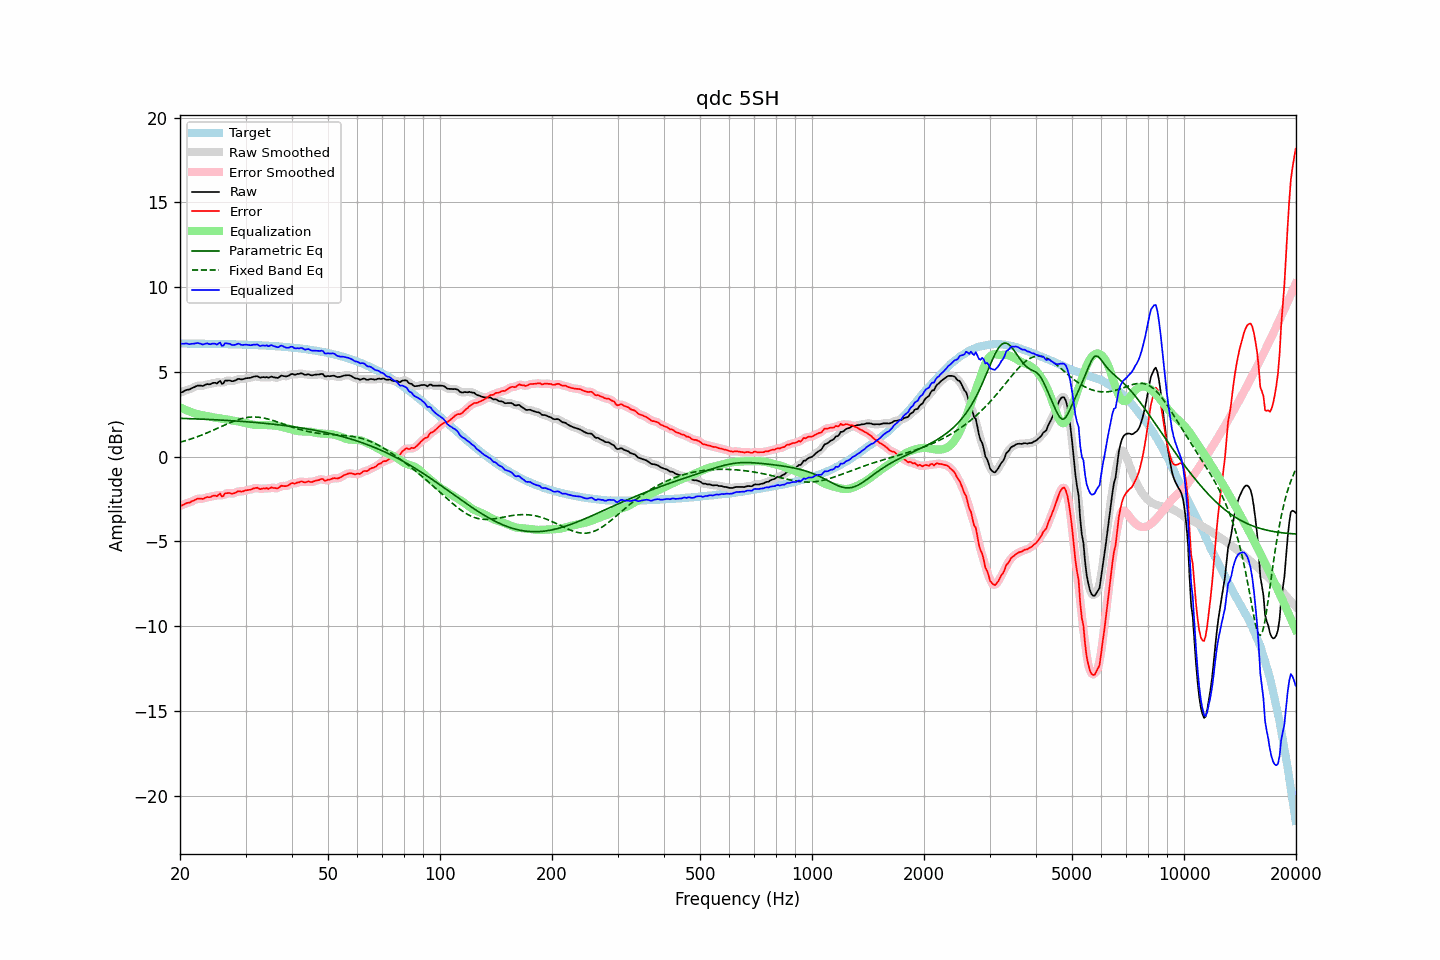 qdc 5SH
Amplitude (dBr)
20
15
10
5
0
−5
−10
−15
−20
Target
Raw Smoothed
Error Smoothed
Raw
Error
Equalization
Parametric Eq
Fixed Band Eq
Equalized
20 50 100 200 500 1000 2000 5000 10000 20000
Frequency (Hz)